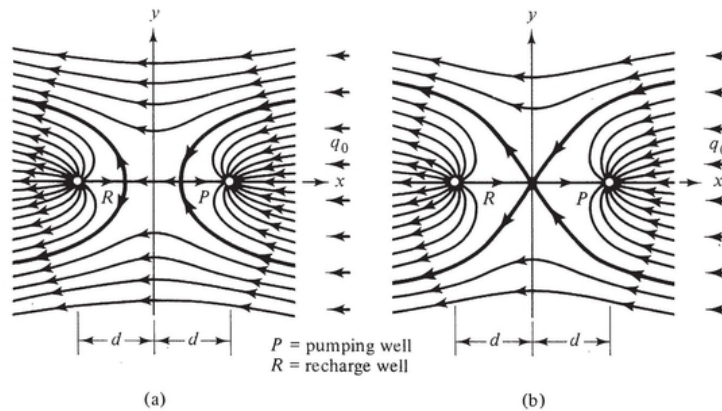 y
q₀
x
R
P
d
d
(a)
y
q₀
x
R
P
d
d
(b)
P = pumping well
R = recharge well